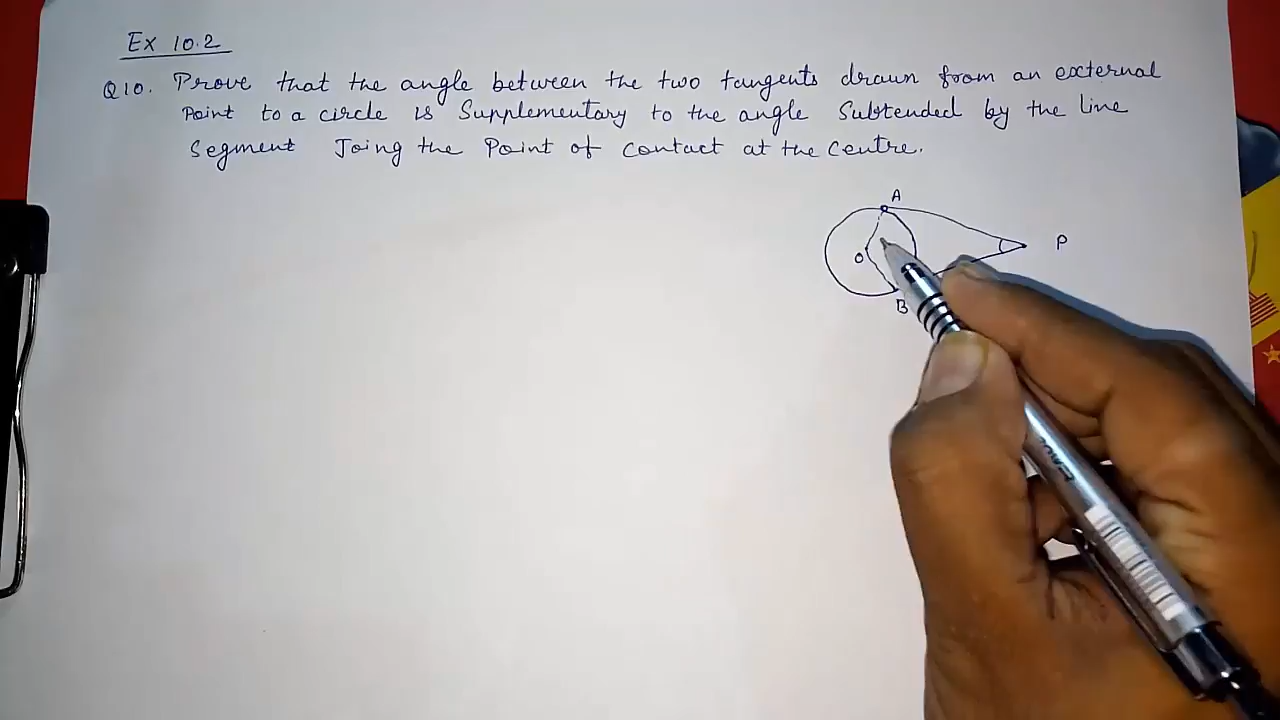 Ex 10.2
Q10. Prove that the angle between the two tangents drawn from an external
Point to a circle is Supplementary to the angle Subtended by the line
Segment Joing the Point of Contact at the Centre.
A
P
O
B